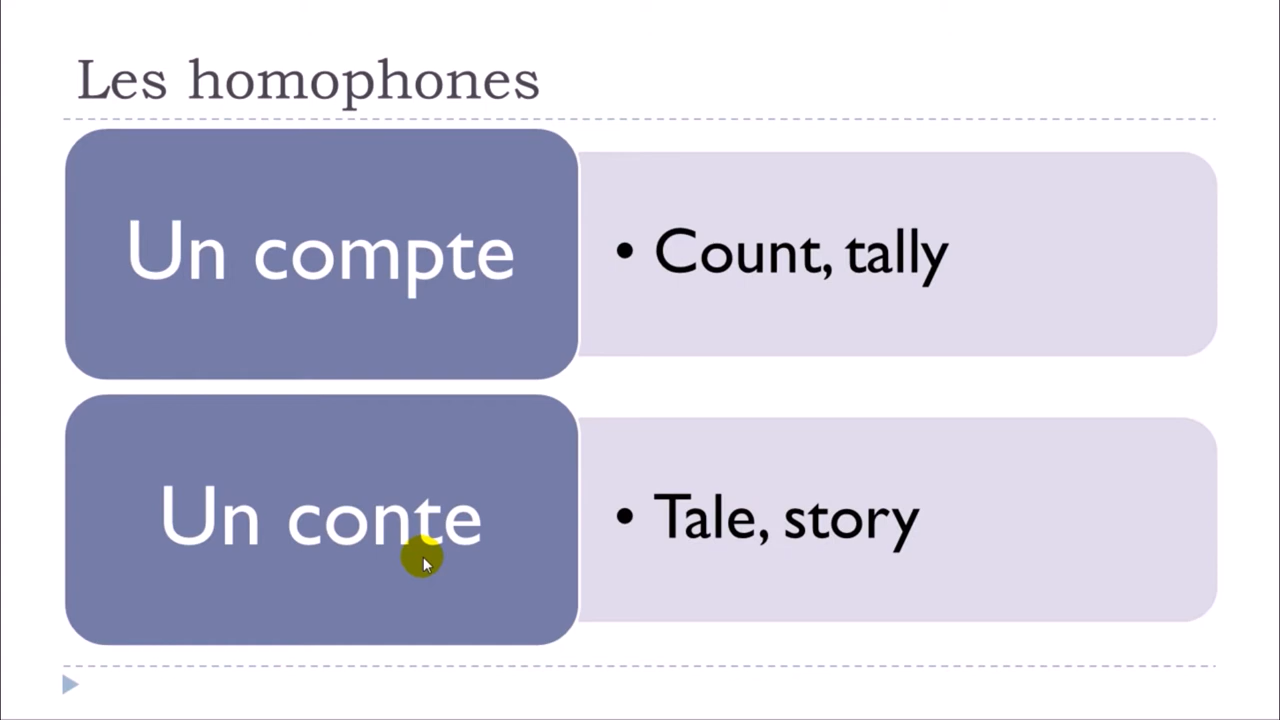 Les homophones
Un compte
• Count, tally
Un conte
• Tale, story